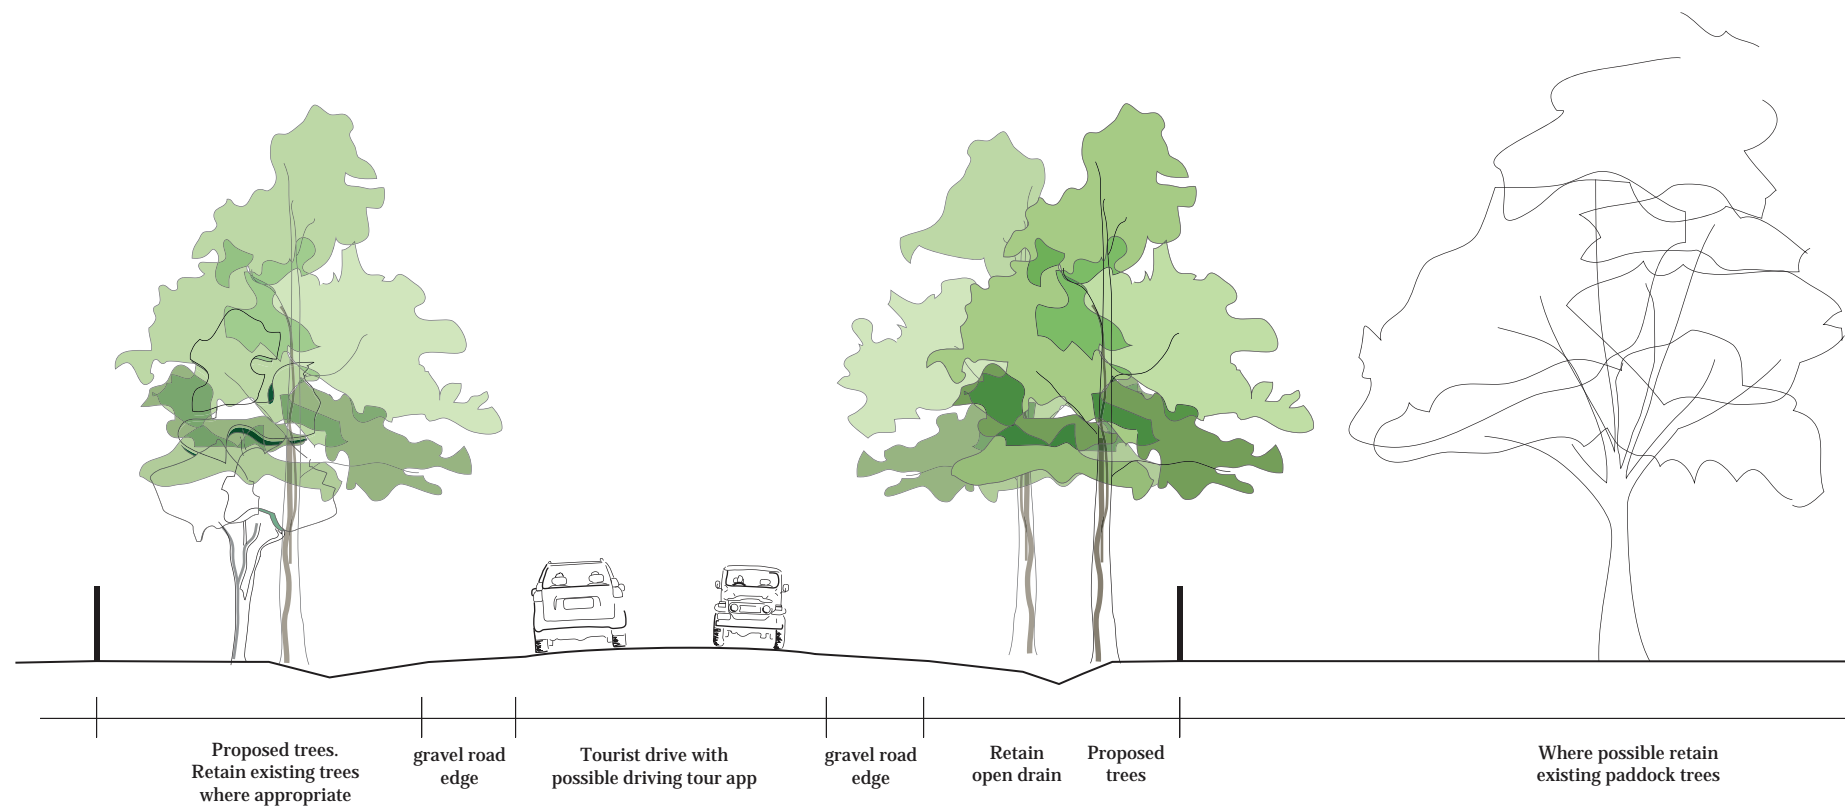 Proposed trees.
Retain existing trees
where appropriate
gravel road
edge
Tourist drive with
possible driving tour app
gravel road
edge
Retain
open drain
Proposed
trees
Where possible retain
existing paddock trees